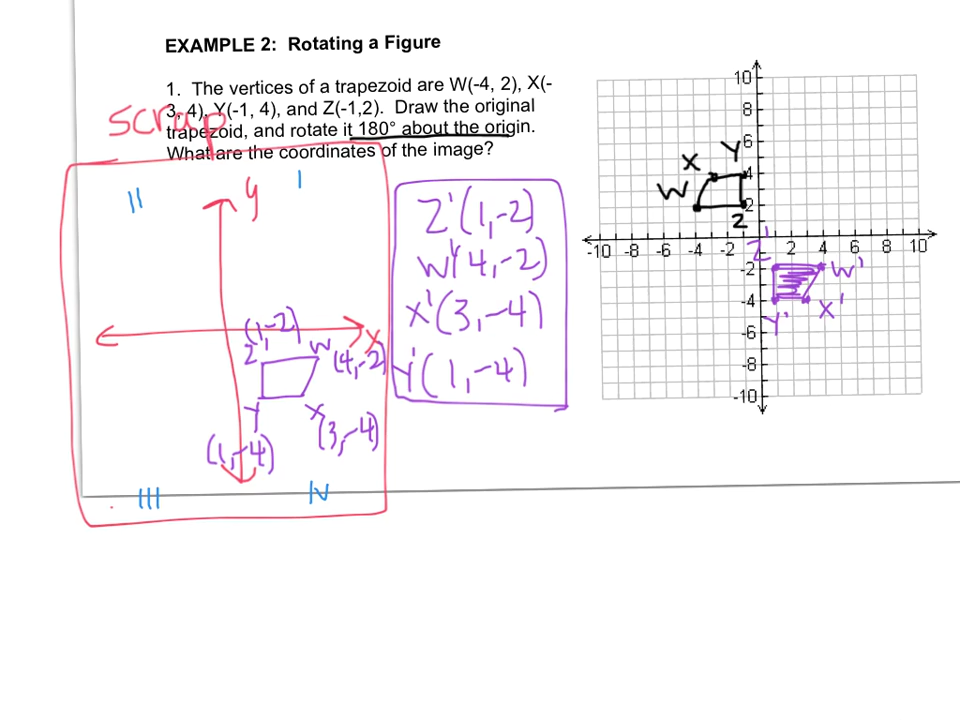 EXAMPLE 2: Rotating a Figure
1. The vertices of a trapezoid are W(-4, 2), X(-
3, 4), Y(-1, 4), and Z(-1,2). Draw the original
trapezoid, and rotate it 180° about the origin.
What are the coordinates of the image?
scrap
II
y
I
(1,-2)
Z
W
X
(4,-2)
Y
X
(1,-4)
(3,-4)
III
IV
Z'(1,-2)
W'(4,-2)
X'(3,-4)
Y'(1,-4)
10
8
6
4
2
-10 -8 -6 -4 -2 2 4 6 8 10
-2
-4
-6
-8
-10
X
Y
W
Z
Z'
W'
X'
Y'